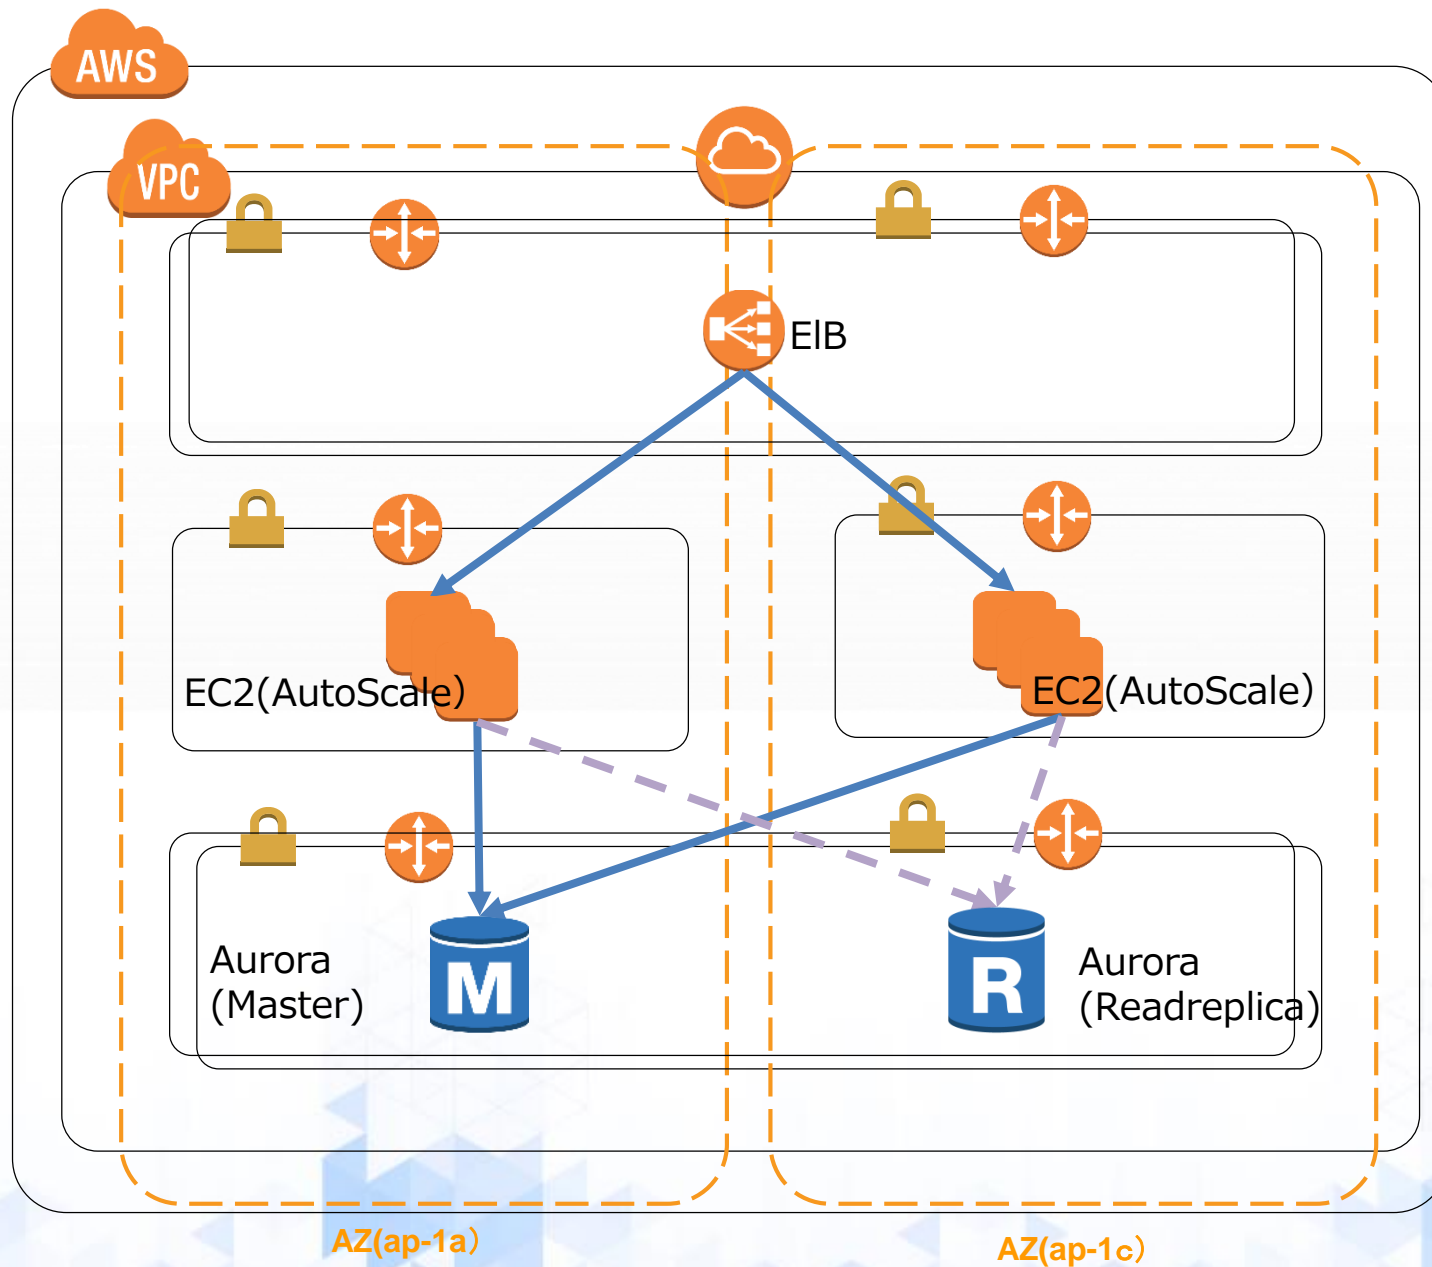 AWS
VPC
ElB
EC2(AutoScale）
EC2(AutoScale）
Aurora
(Master)
M
R
Aurora
(Readreplica)
AZ(ap-1a）
AZ(ap-1c）